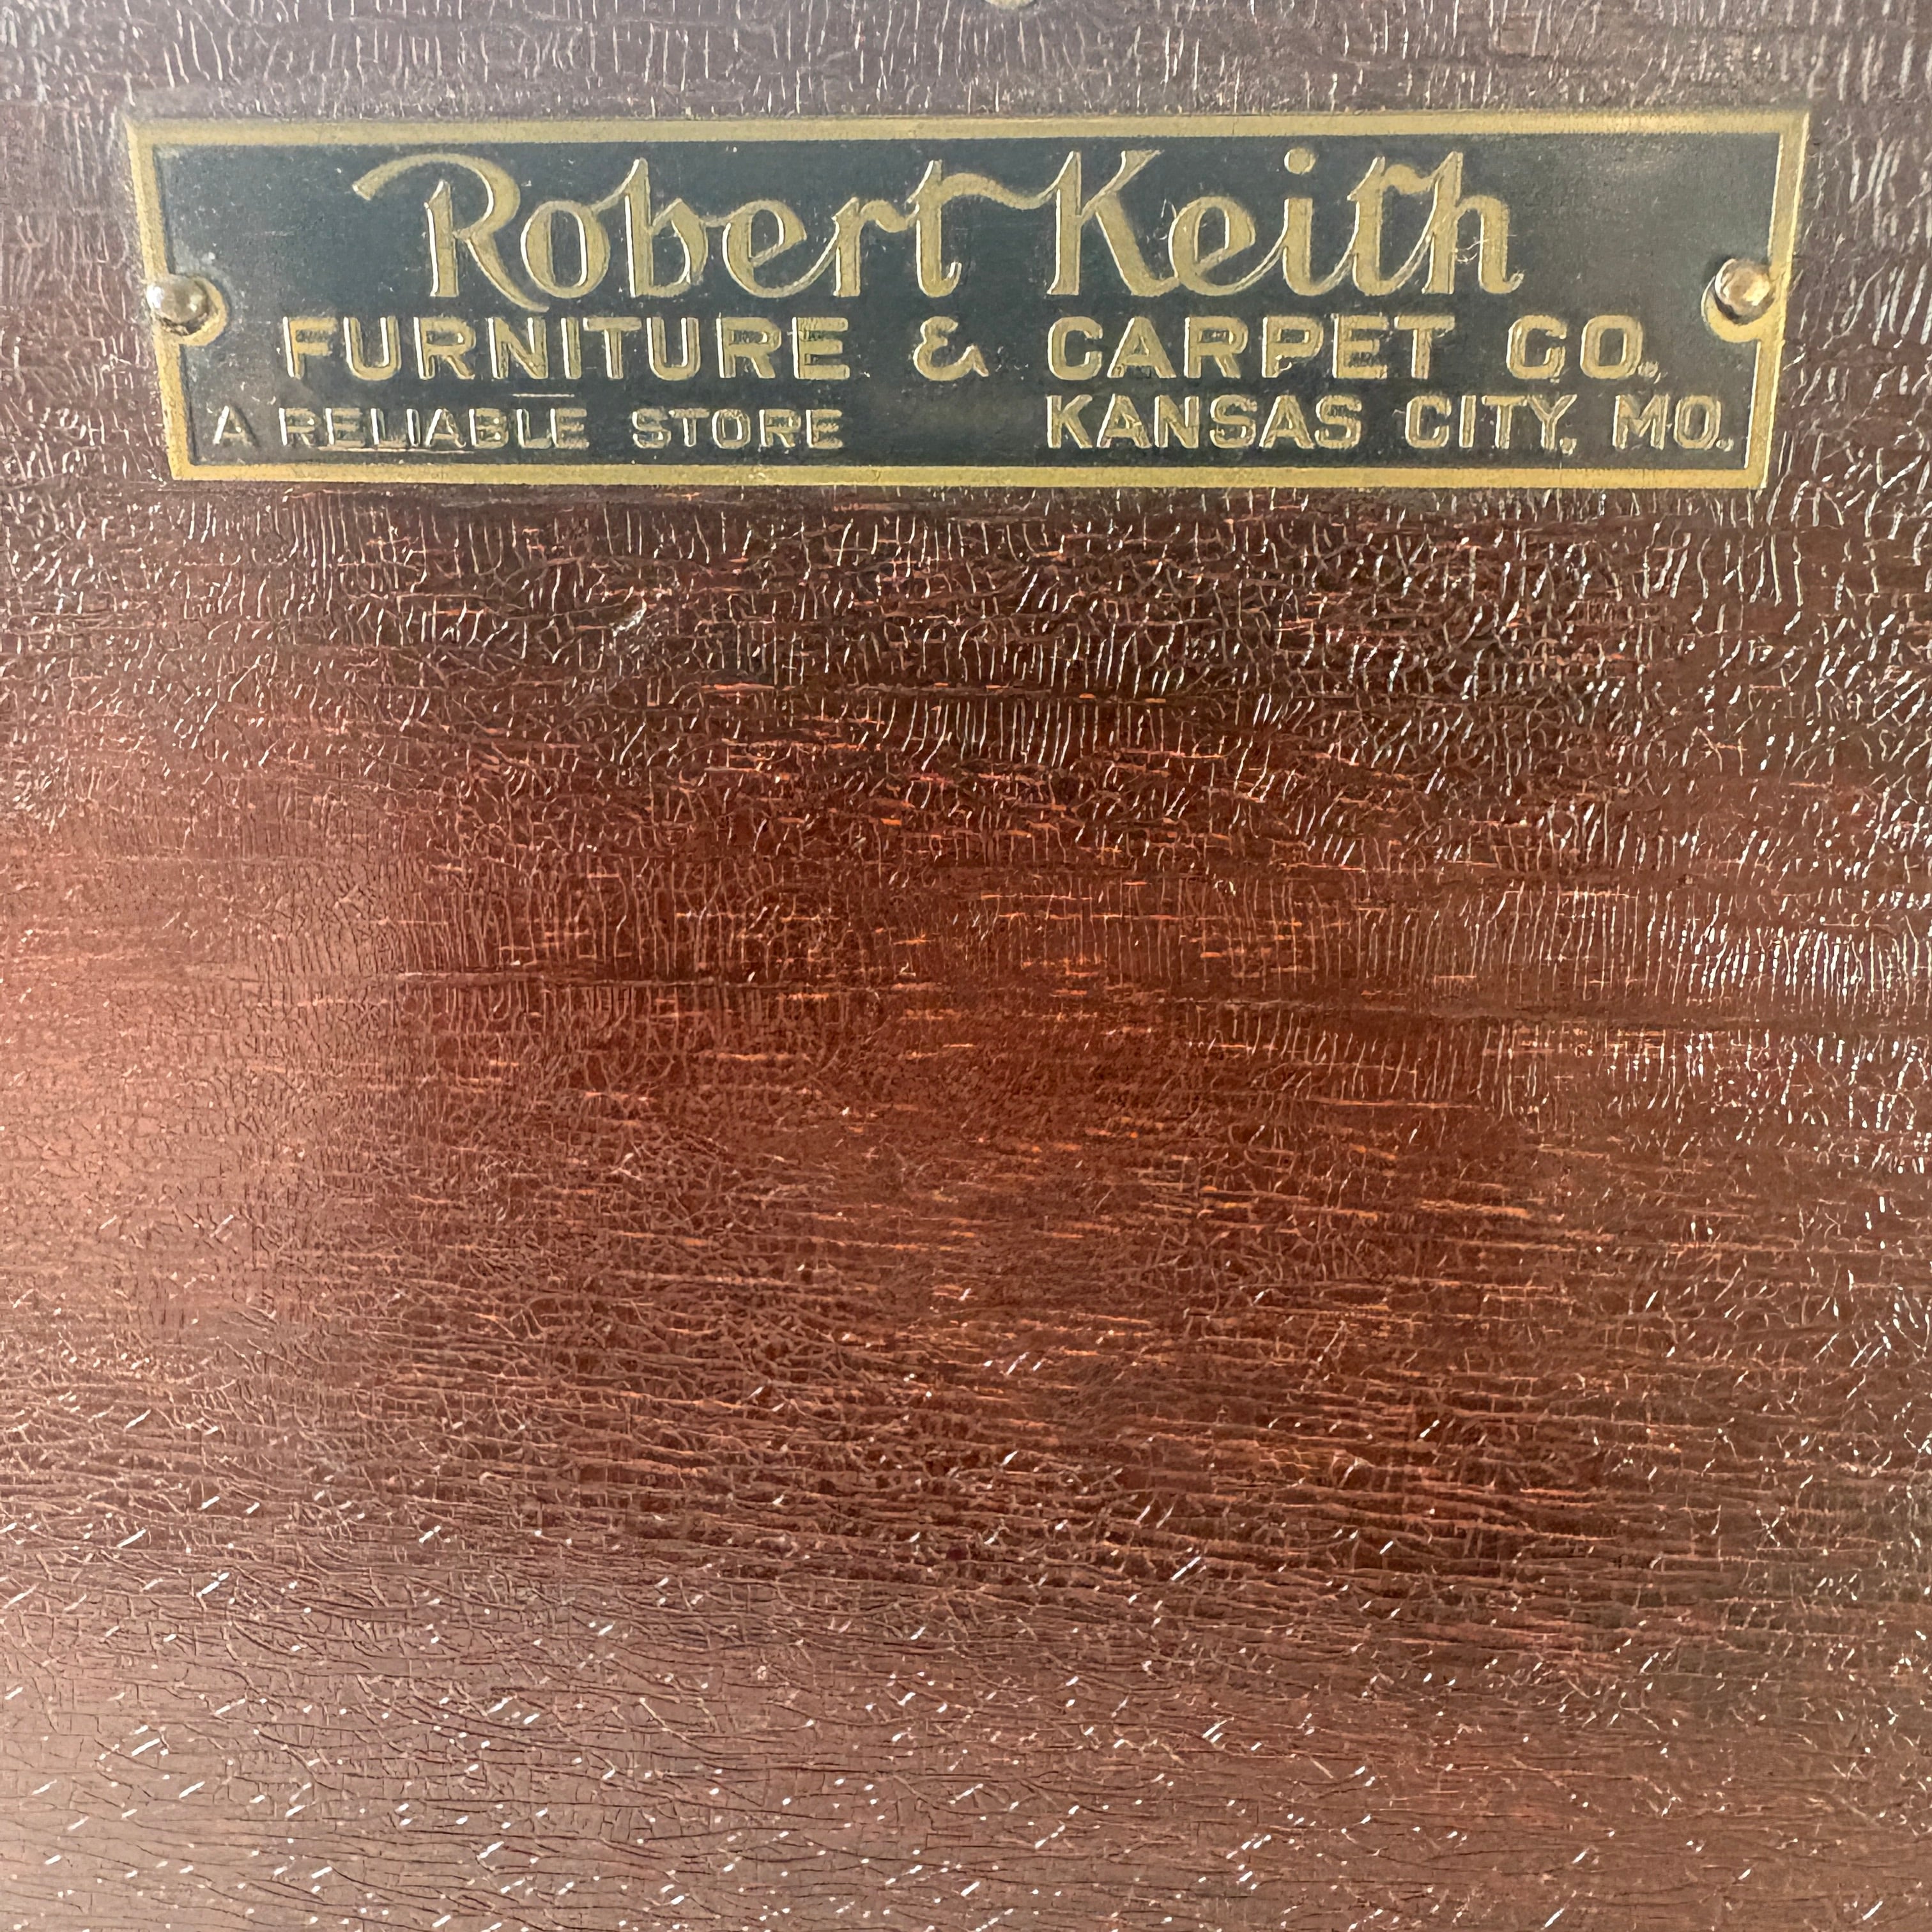 Robert Keith
FURNITURE & CARPET CO.
A RELIABLE STORE KANSAS CITY, MO.